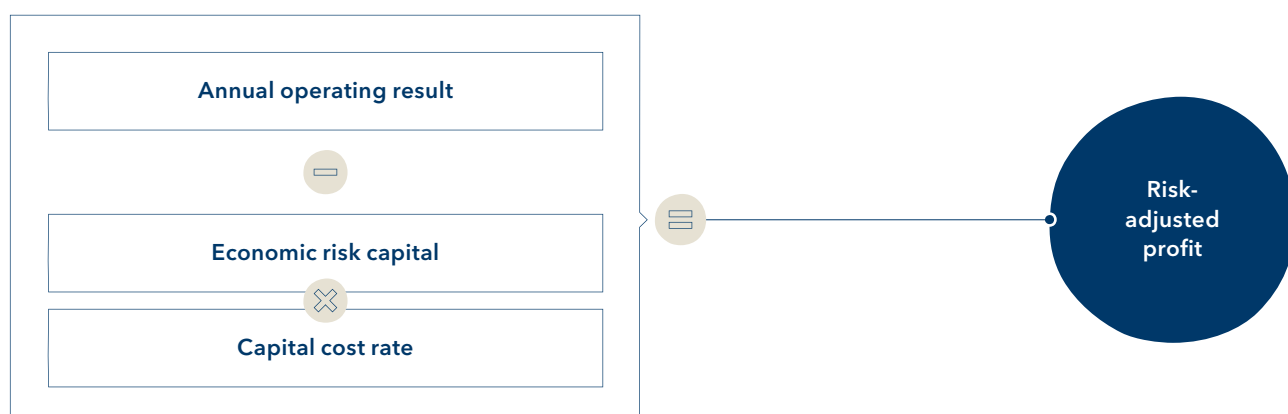 Annual operating result
Economic risk capital
Capital cost rate
Risk-
adjusted
profit